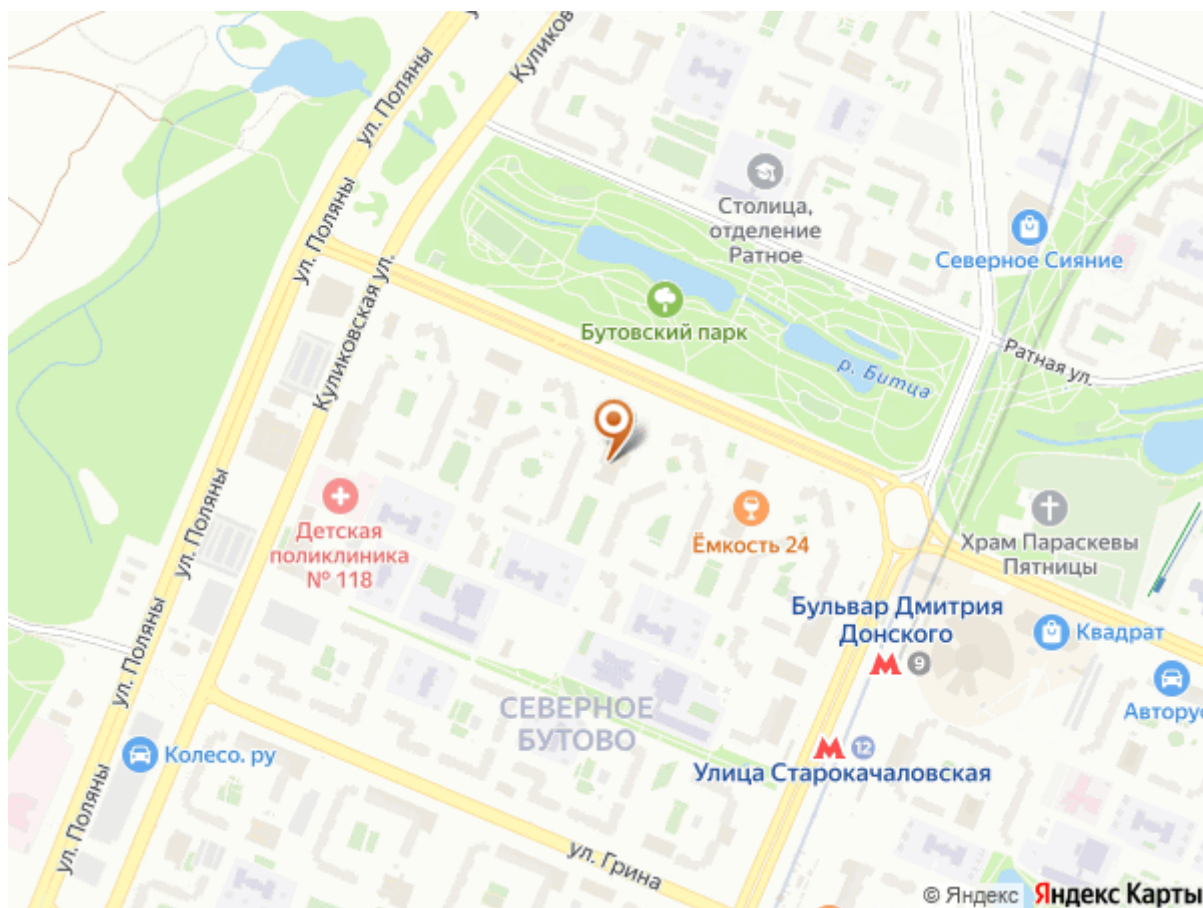 ул. Поляны
Куликов
ул. Поляны
Столица,
отделение
Ратное
Северное Сияние
Куликовская ул.
Бутовский парк
р. Битца
Ратная ул.
Детская
поликлиника
№ 118
Ёмкость 24
Храм Параскевы
Пятницы
ул. Поляны
Бульвар Дмитрия
Донского
9
Квадрат
ул. Поляны
СЕВЕРНОЕ
БУТОВО
Авторус
Колесо. ру
12
Улица Старокачаловская
ул. Поляны
ул. Грина
© Яндекс Яндекс Карты